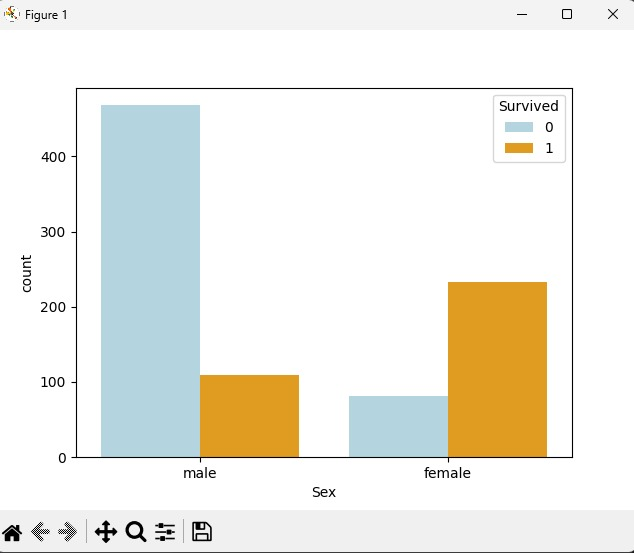 Figure 1
Survived
0
1
400
300
200
100
0
count
male female
Sex